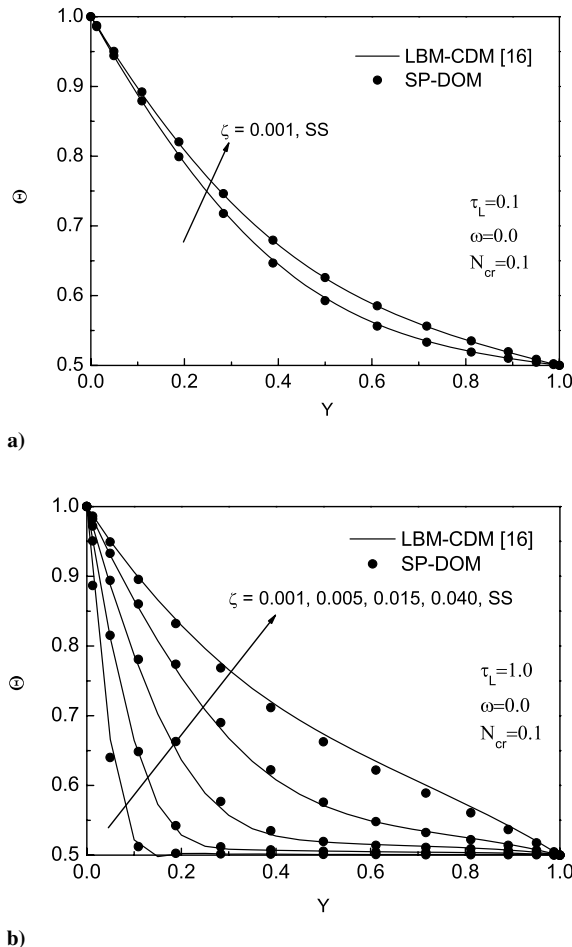 1.0
0.9
0.8
0.7
0.6
0.5
Θ
LBM-CDM [16]
SP-DOM
ζ = 0.001, SS
τL=0.1
ω=0.0
Ncr=0.1
0.0 0.2 0.4 0.6 0.8 1.0
Y
a)
1.0
0.9
0.8
0.7
0.6
0.5
Θ
LBM-CDM [16]
SP-DOM
ζ = 0.001, 0.005, 0.015, 0.040, SS
τL=1.0
ω=0.0
Ncr=0.1
0.0 0.2 0.4 0.6 0.8 1.0
Y
b)